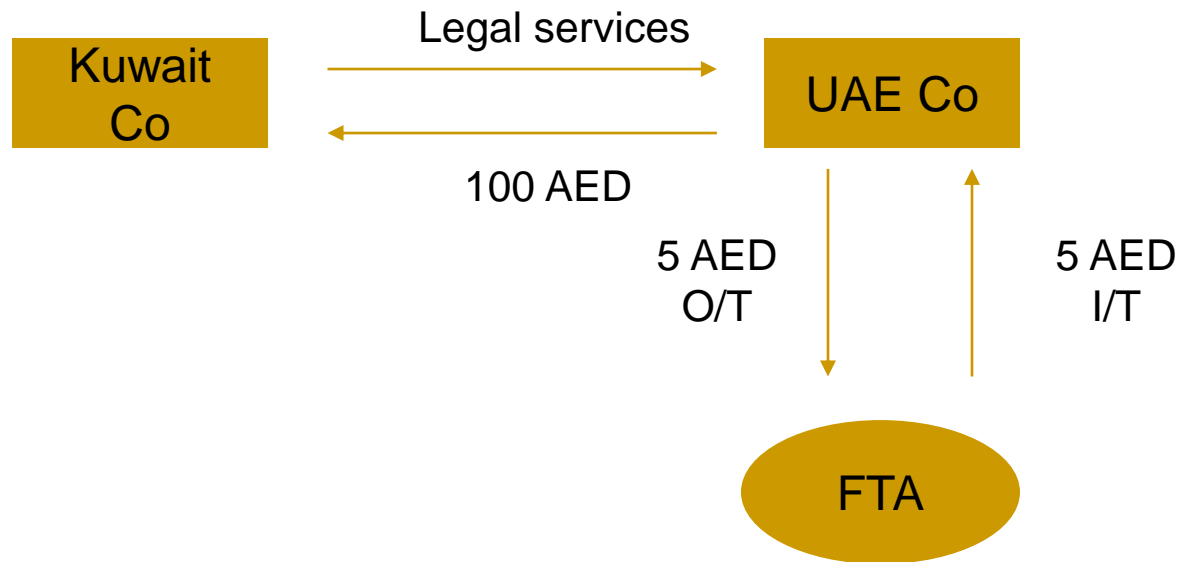 Legal services
Kuwait
Co
UAE Co
100 AED
5 AED
O/T
5 AED
I/T
FTA